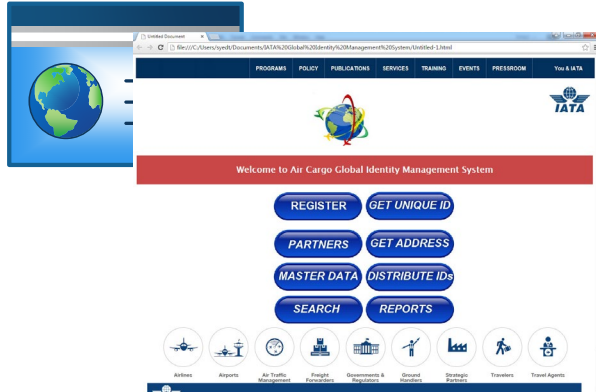 Untitled Document
file:///C:/Users/syedt/Documents/IATA%20Global%20Identity%20Management%20System/Untitled-1.html
PROGRAMS POLICY PUBLICATIONS SERVICES TRAINING EVENTS PRESSROOM You & IATA
IATA
Welcome to Air Cargo Global Identity Management System
REGISTER GET UNIQUE ID
PARTNERS GET ADDRESS
MASTER DATA DISTRIBUTE IDs
SEARCH REPORTS
Airlines Airports Air Traffic Freight Governments & Ground Strategic Travelers Travel Agents
Management Forwarders Regulators Handlers Partners